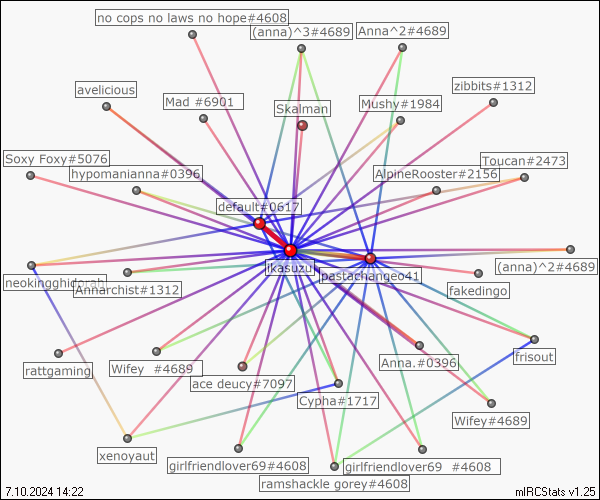 no cops no laws no hope#4608
(anna)^3#4689
Anna^2#4689
avelicious
zibbits#1312
Mad #6901
Skalman
Mushy#1984
Soxy Foxy#5076
Toucan#2473
hypomanianna#0396
AlpineRooster#2156
default#0617
ikasuzu
pastachangeo41
(anna)^2#4689
neokingghidorah
Annarchist#1312
fakedingo
rattgaming
Wifey #4689
Anna.#0396
frisout
ace deucy#7097
Cypha#1717
Wifey#4689
xenoyaut
girlfriendlover69#4608
girlfriendlover69 #4608
ramshackle gorey#4608
7.10.2024 14:22
mIRCStats v1.25